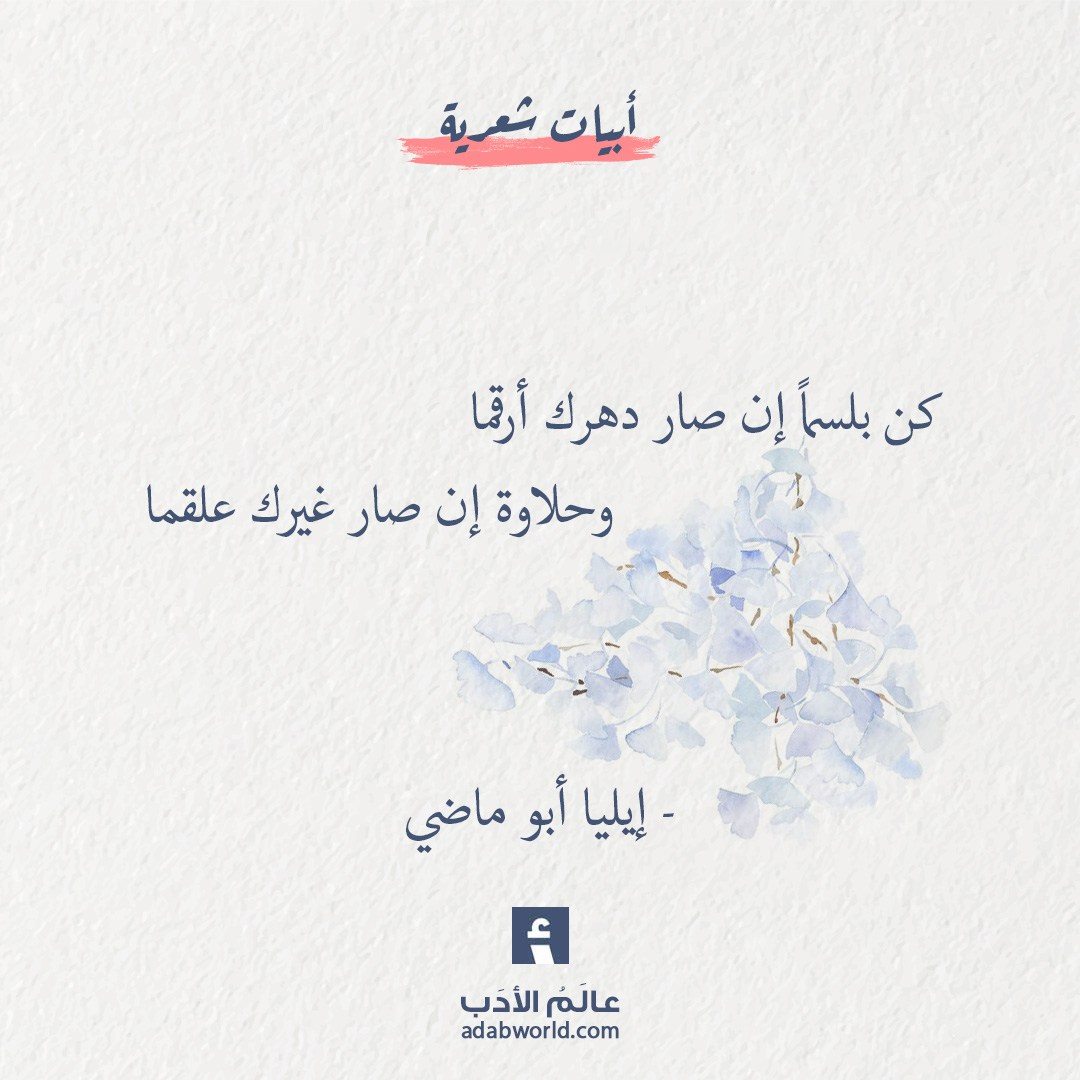 أبيات شعرية
كن بلسماً إن صار دهرك أرقما
وحلاوة إن صار غيرك علقما
- إيليا أبو ماضي
أ
عالَمُ الأدَب
adabworld.com